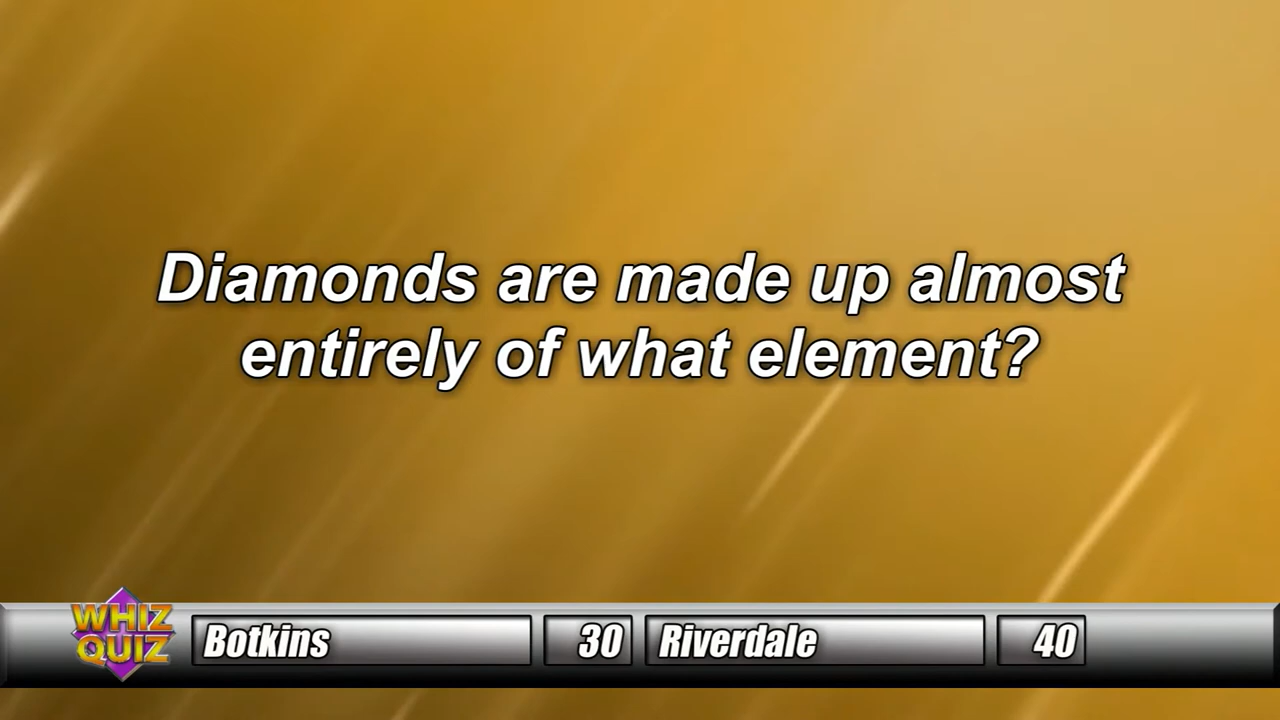 Diamonds are made up almost
entirely of what element?
WHIZ
QUIZ
Botkins 30 Riverdale 40